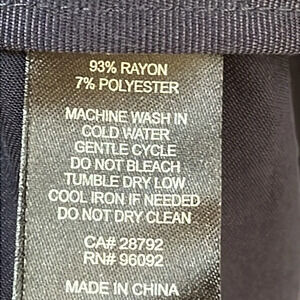 93% RAYON
7% POLYESTER
MACHINE WASH IN
COLD WATER
GENTLE CYCLE
DO NOT BLEACH
TUMBLE DRY LOW
COOL IRON IF NEEDED
DO NOT DRY CLEAN
CA# 28792
RN# 96092
MADE IN CHINA